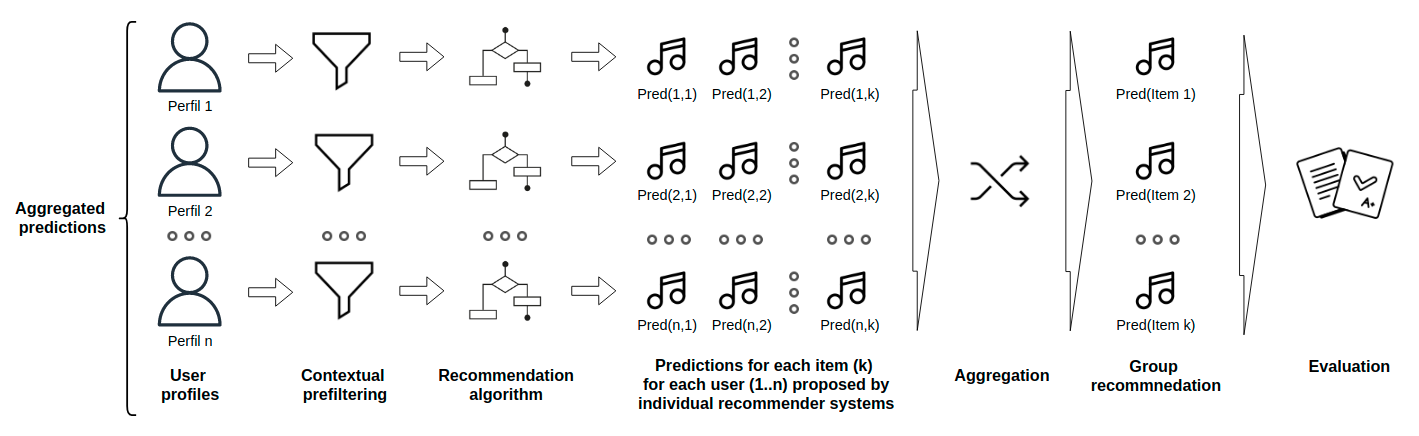 Aggregated
predictions
Perfil 1
Pred(1,1) Pred(1,2) Pred(1,k)
Pred(Item 1)
Perfil 2
Pred(2,1) Pred(2,2) Pred(2,k)
Pred(Item 2)
Perfil n
Pred(n,1) Pred(n,2) Pred(n,k)
Pred(Item k)
A+
User
profiles
Contextual
prefiltering
Recommendation
algorithm
Predictions for each item (k)
for each user (1..n) proposed by
individual recommender systems
Aggregation
Group
recommnedation
Evaluation